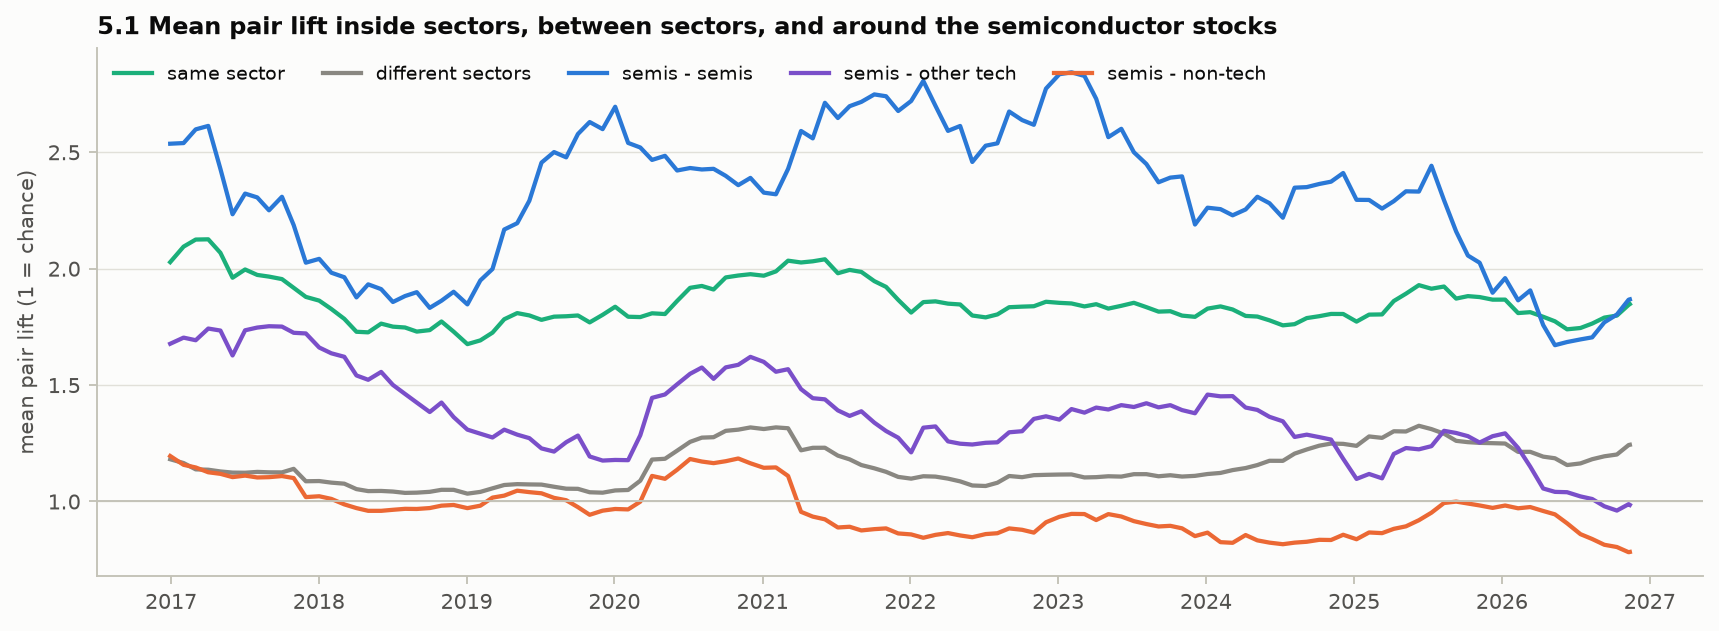 5.1 Mean pair lift inside sectors, between sectors, and around the semiconductor stocks
same sector different sectors semis - semis semis - other tech semis - non-tech
mean pair lift (1 = chance)
2.5
2.0
1.5
1.0
2017 2018 2019 2020 2021 2022 2023 2024 2025 2026 2027